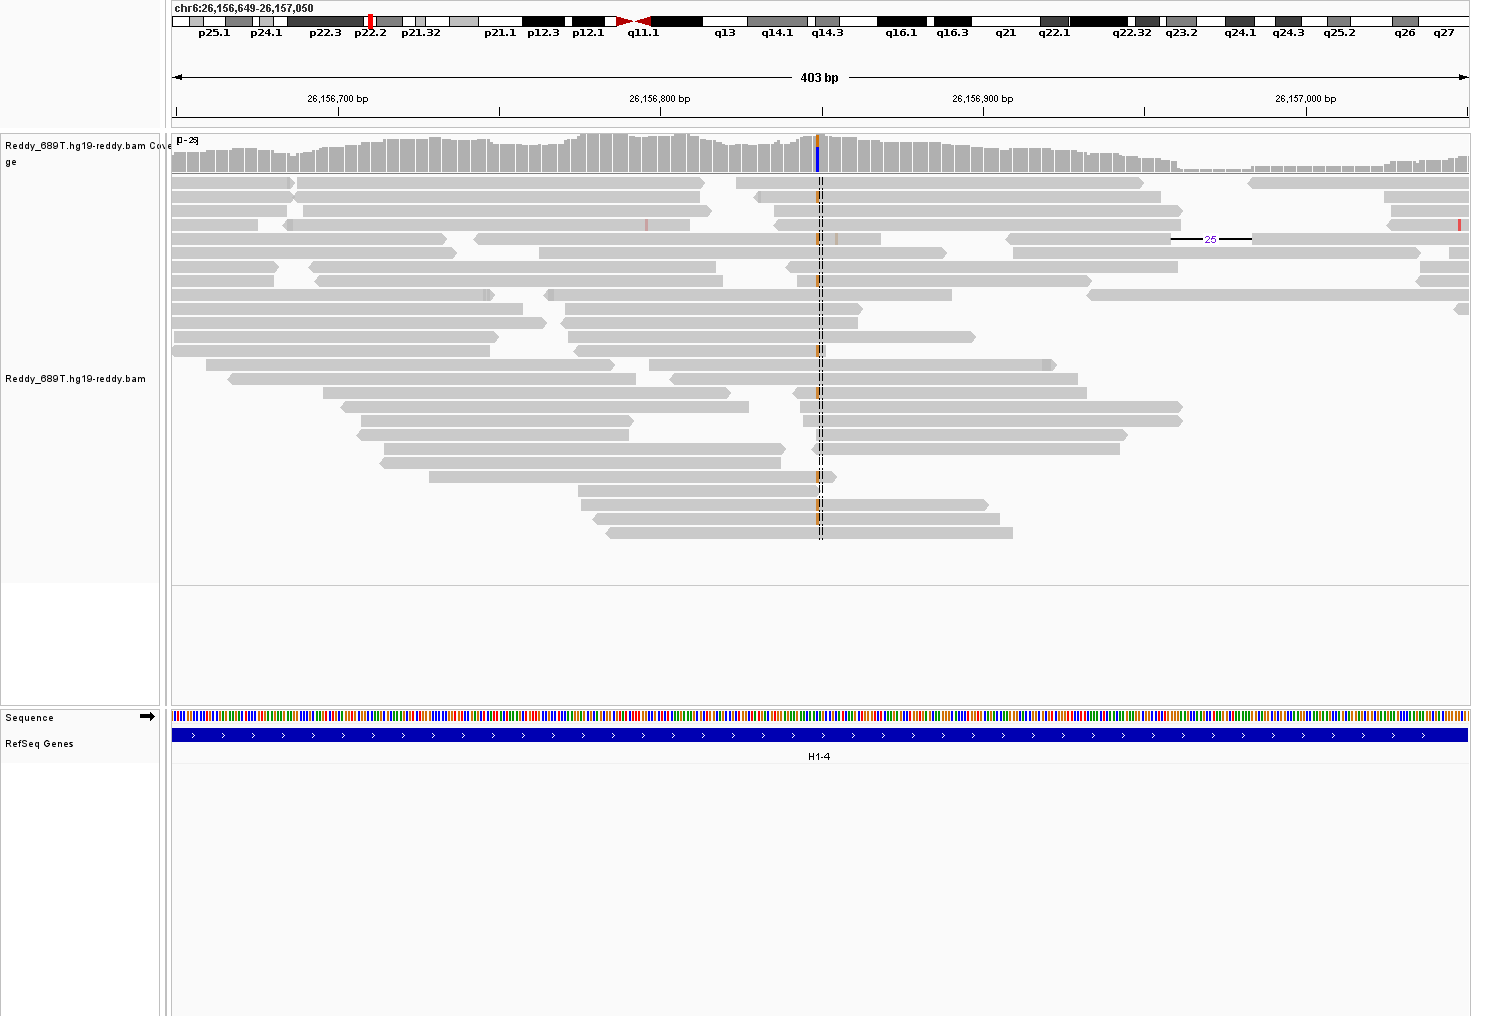 chr6:26,156,649-26,157,050
p25.1 p24.1 p22.3 p22.2 p21.32 p21.1 p12.3 p12.1 q11.1 q13 q14.1 q14.3 q16.1 q16.3 q21 q22.1 q22.32 q23.2 q24.1 q24.3 q25.2 q26 q27
403 bp
26,156,700 bp 26,156,800 bp 26,156,900 bp 26,157,000 bp
Reddy_689T.hg19-reddy.bam Cove
ge
[0 - 25]
25
Reddy_689T.hg19-reddy.bam
Sequence
RefSeq Genes
H1-4